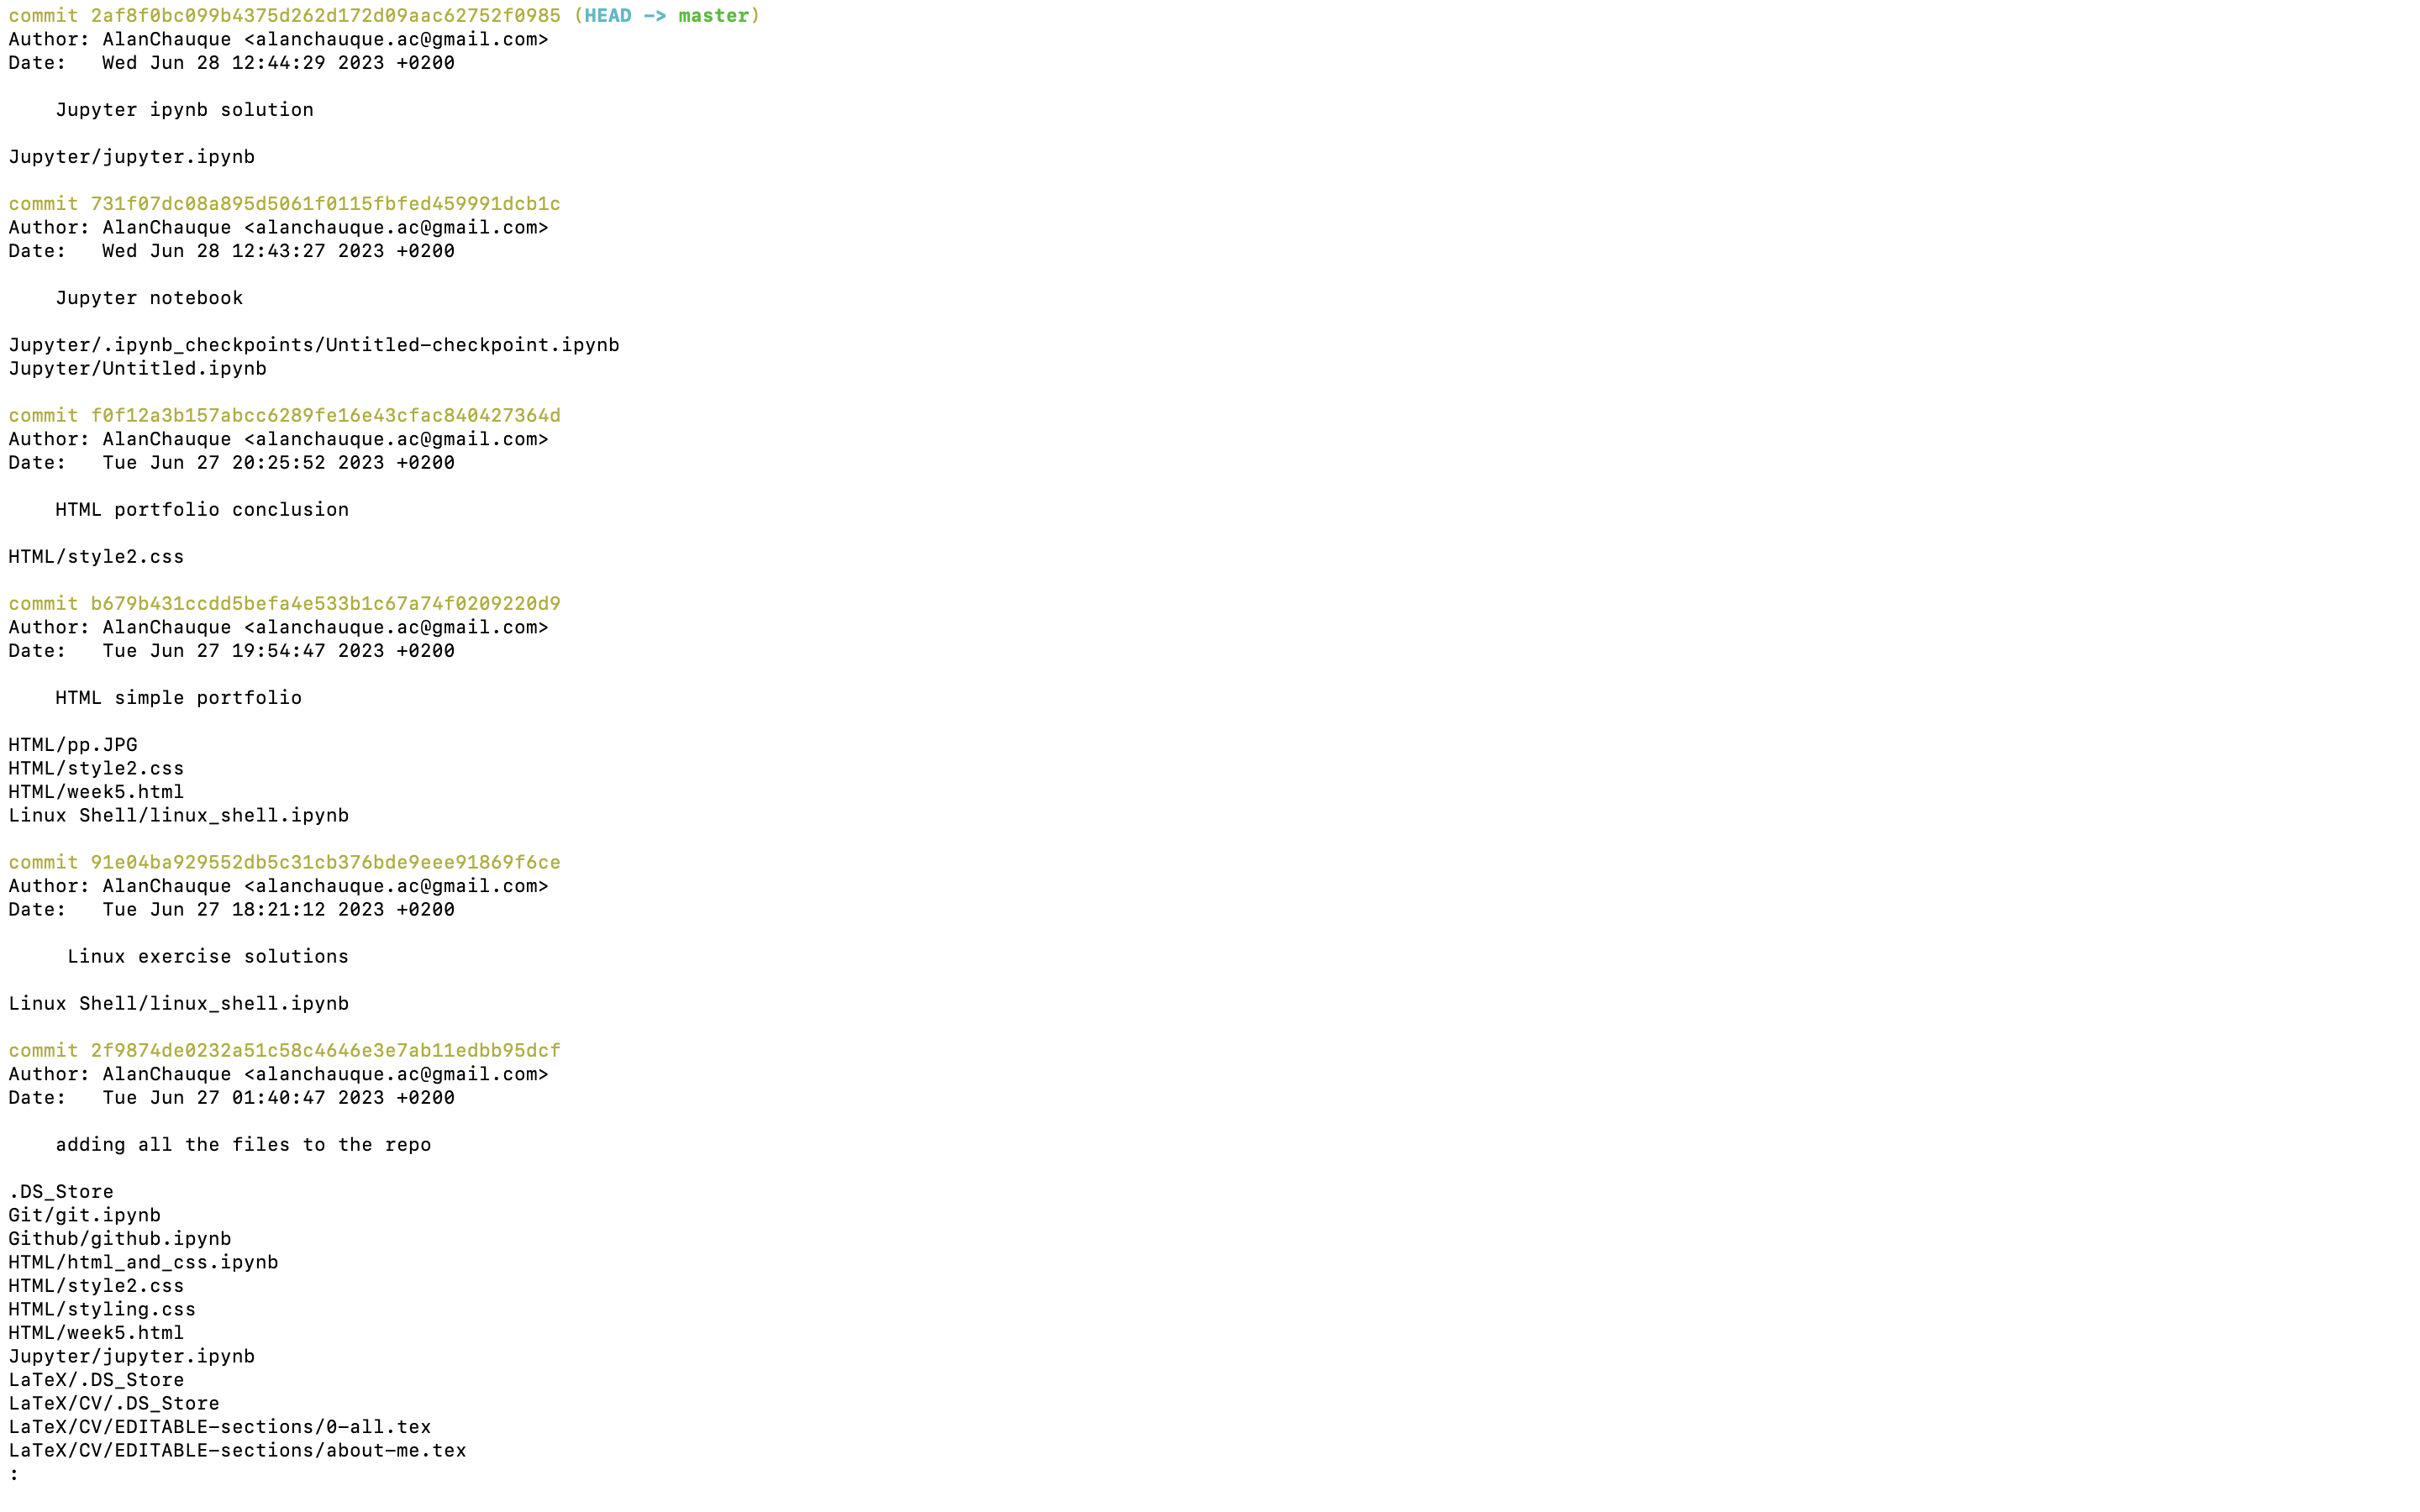 commit 2af8f0bc099b4375d262d172d09aac62752f0985 (HEAD -> master)
Author: AlanChauque <alanchauque.ac@gmail.com>
Date:   Wed Jun 28 12:44:29 2023 +0200

    Jupyter ipynb solution

Jupyter/jupyter.ipynb

commit 731f07dc08a895d5061f0115fbfed459991dcb1c
Author: AlanChauque <alanchauque.ac@gmail.com>
Date:   Wed Jun 28 12:43:27 2023 +0200

    Jupyter notebook

Jupyter/.ipynb_checkpoints/Untitled-checkpoint.ipynb
Jupyter/Untitled.ipynb

commit f0f12a3b157abcc6289fe16e43cfac840427364d
Author: AlanChauque <alanchauque.ac@gmail.com>
Date:   Tue Jun 27 20:25:52 2023 +0200

    HTML portfolio conclusion

HTML/style2.css

commit b679b431ccdd5befa4e533b1c67a74f0209220d9
Author: AlanChauque <alanchauque.ac@gmail.com>
Date:   Tue Jun 27 19:54:47 2023 +0200

    HTML simple portfolio

HTML/pp.JPG
HTML/style2.css
HTML/week5.html
Linux Shell/linux_shell.ipynb

commit 91e04ba929552db5c31cb376bde9eee91869f6ce
Author: AlanChauque <alanchauque.ac@gmail.com>
Date:   Tue Jun 27 18:21:12 2023 +0200

     Linux exercise solutions

Linux Shell/linux_shell.ipynb

commit 2f9874de0232a51c58c4646e3e7ab11edbb95dcf
Author: AlanChauque <alanchauque.ac@gmail.com>
Date:   Tue Jun 27 01:40:47 2023 +0200

    adding all the files to the repo

.DS_Store
Git/git.ipynb
Github/github.ipynb
HTML/html_and_css.ipynb
HTML/style2.css
HTML/styling.css
HTML/week5.html
Jupyter/jupyter.ipynb
LaTeX/.DS_Store
LaTeX/CV/.DS_Store
LaTeX/CV/EDITABLE-sections/0-all.tex
LaTeX/CV/EDITABLE-sections/about-me.tex
: